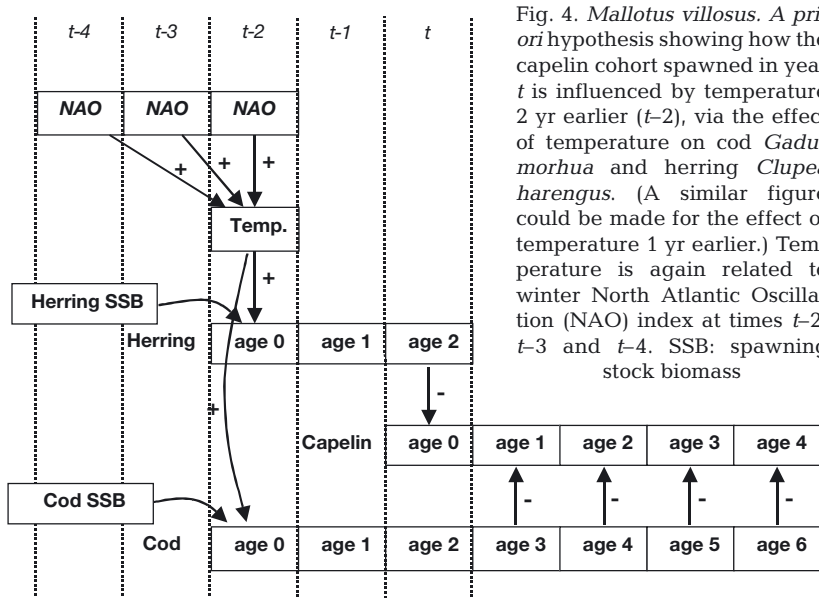 t-4 t-3 t-2 t-1 t
NAO NAO NAO
+ + +
Temp.
+
Herring SSB
Herring age 0 age 1 age 2
+
-
Capelin age 0 age 1 age 2 age 3 age 4
- - - -
Cod SSB
Cod age 0 age 1 age 2 age 3 age 4 age 5 age 6
Fig. 4. Mallotus villosus. A pri
ori hypothesis showing how the
capelin cohort spawned in yea
t is influenced by temperature
2 yr earlier (t–2), via the effec
of temperature on cod Gadu
morhua and herring Clupea
harengus. (A similar figure
could be made for the effect o
temperature 1 yr earlier.) Tem
perature is again related to
winter North Atlantic Oscilla
tion (NAO) index at times t–2
t–3 and t–4. SSB: spawning
stock biomass